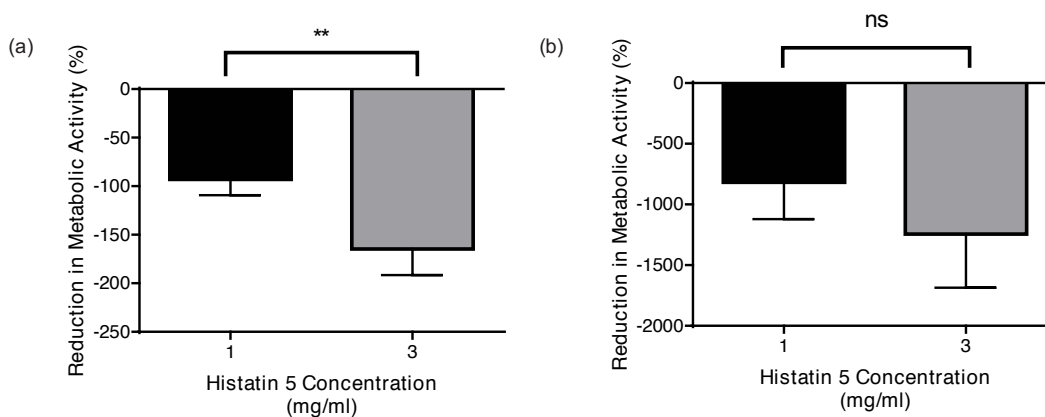 (a)
**
Reduction in Metabolic Activity (%)
0
-50
-100
-150
-200
-250
1
3
Histatin 5 Concentration
(mg/ml)
(b)
ns
Reduction in Metabolic Activity (%)
0
-500
-1000
-1500
-2000
1
3
Histatin 5 Concentration
(mg/ml)